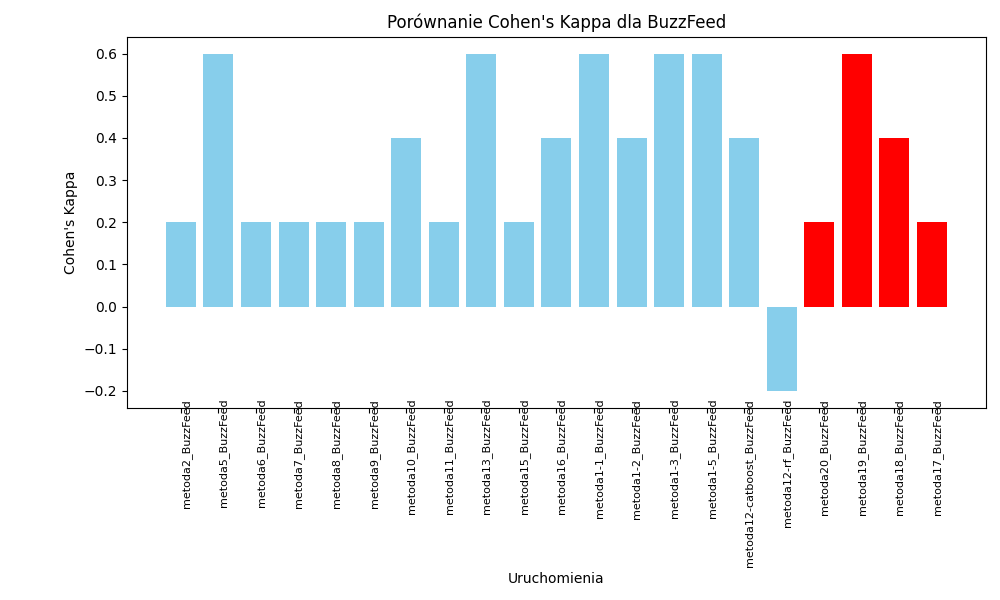 Porównanie Cohen's Kappa dla BuzzFeed
Cohen's Kappa
0.6
0.5
0.4
0.3
0.2
0.1
0.0
−0.1
−0.2
metoda2_BuzzFeed
metoda5_BuzzFeed
metoda6_BuzzFeed
metoda7_BuzzFeed
metoda8_BuzzFeed
metoda9_BuzzFeed
metoda10_BuzzFeed
metoda11_BuzzFeed
metoda13_BuzzFeed
metoda15_BuzzFeed
metoda16_BuzzFeed
metoda1-1_BuzzFeed
metoda1-2_BuzzFeed
metoda1-3_BuzzFeed
metoda1-5_BuzzFeed
metoda12-catboost_BuzzFeed
metoda12-rf_BuzzFeed
metoda20_BuzzFeed
metoda19_BuzzFeed
metoda18_BuzzFeed
metoda17_BuzzFeed
Uruchomienia